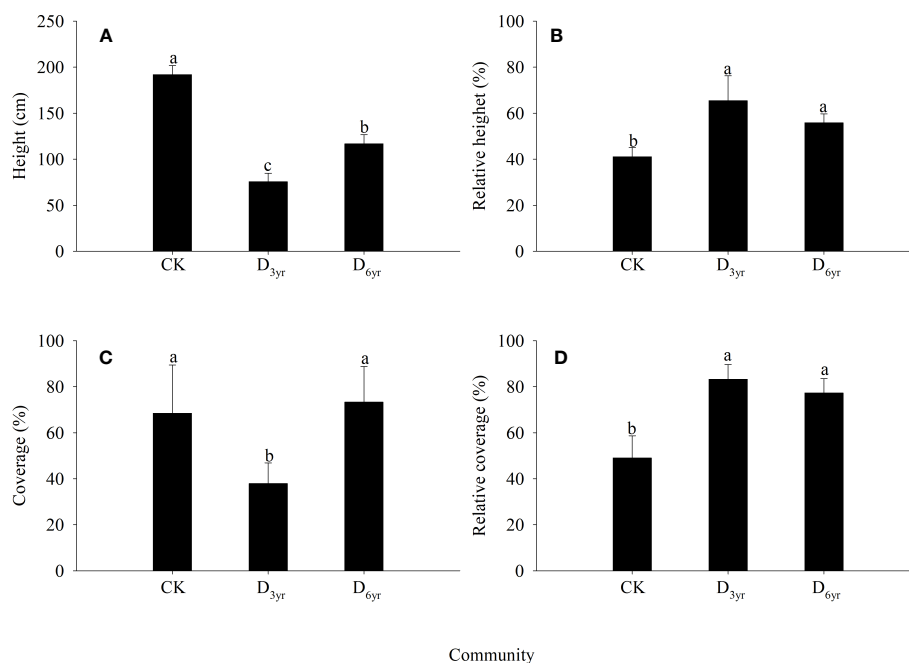 A
Height (cm)
250
200
150
100
50
0
a
c
b
CK
D3yr
D6yr
B
Relative heighet (%)
100
80
60
40
20
0
b
a
a
CK
D3yr
D6yr
C
Coverage (%)
100
80
60
40
20
0
a
b
a
CK
D3yr
D6yr
D
Relative coverage (%)
100
80
60
40
20
0
b
a
a
CK
D3yr
D6yr
Community